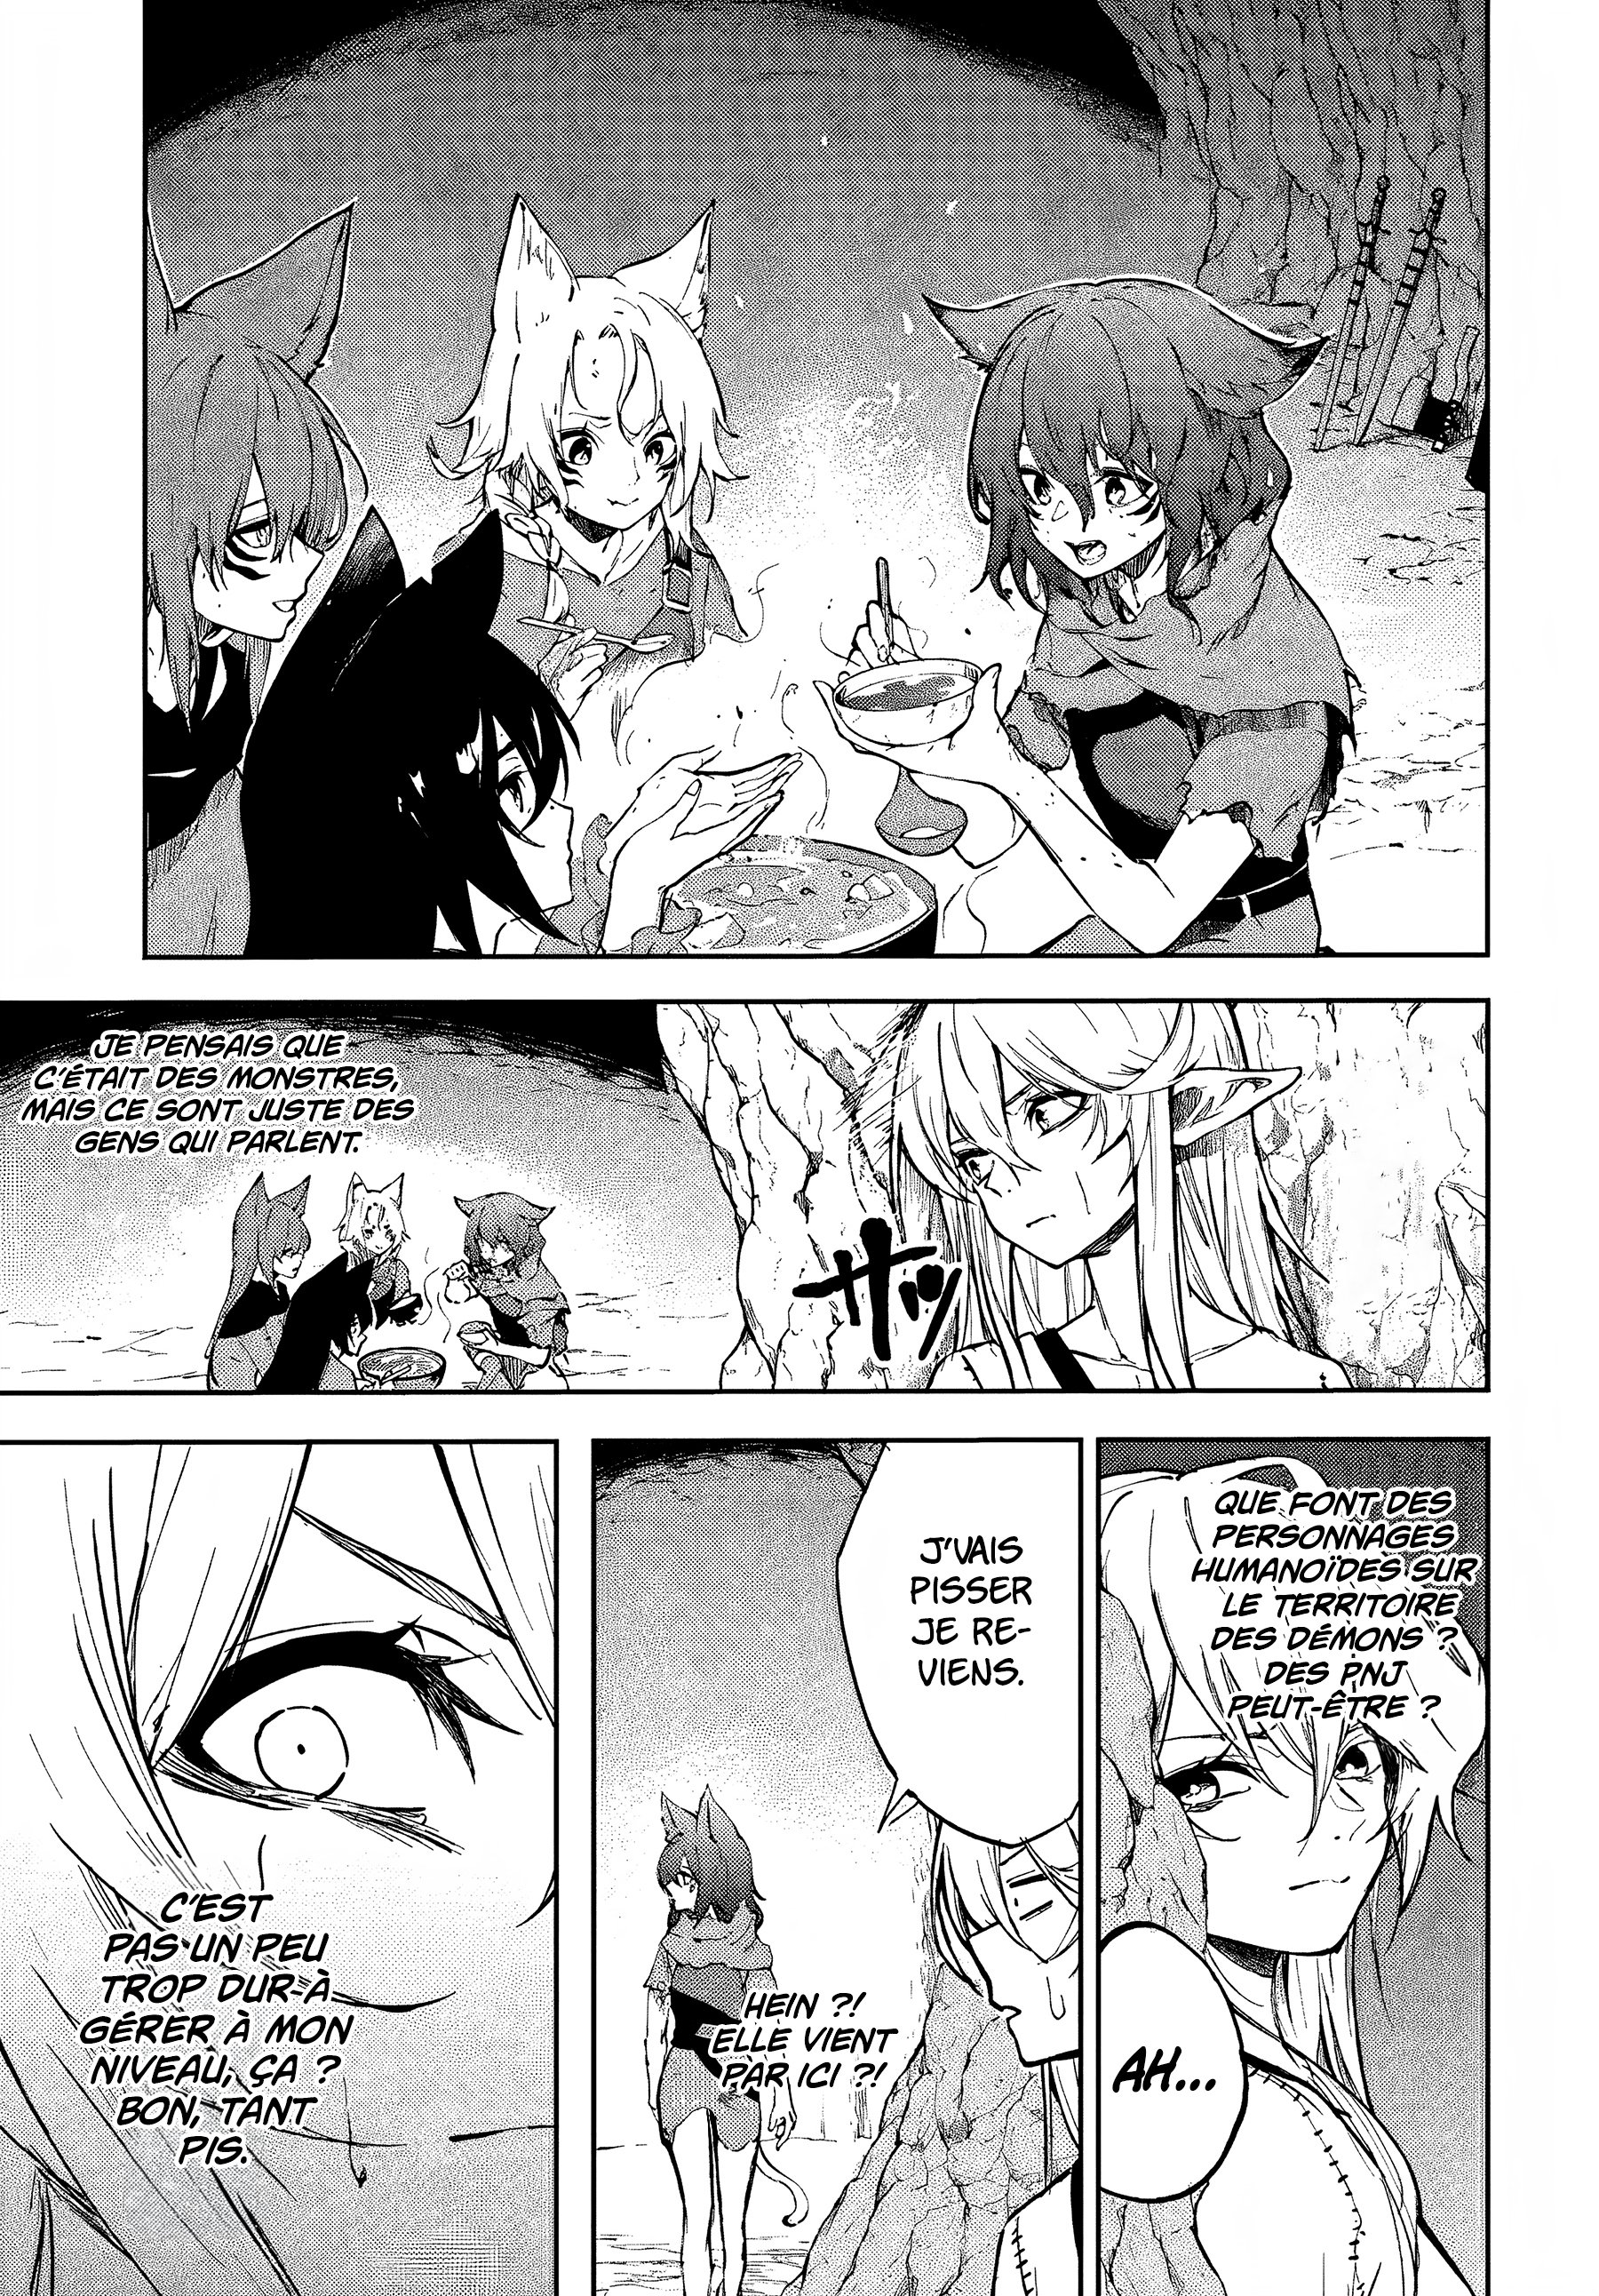 JE PENSAIS QUE
C'ÉTAIT DES MONSTRES,
MAIS CE SONT JUSTE DES
GENS QUI PARLENT.
ザッ
QUE FONT DES
PERSONNAGES
HUMANOÏDES SUR
LE TERRITOIRE
DES DÉMONS ?
DES PNJ
PEUT-ÊTRE ?
AH...
J'VAIS
PISSER
JE RE-
VIENS.
HEIN ?!
ELLE VIENT
PAR ICI ?!
C'EST
PAS UN PEU
TROP DUR À
GÉRER À MON
NIVEAU, ÇA ?
BON, TANT
PIS.